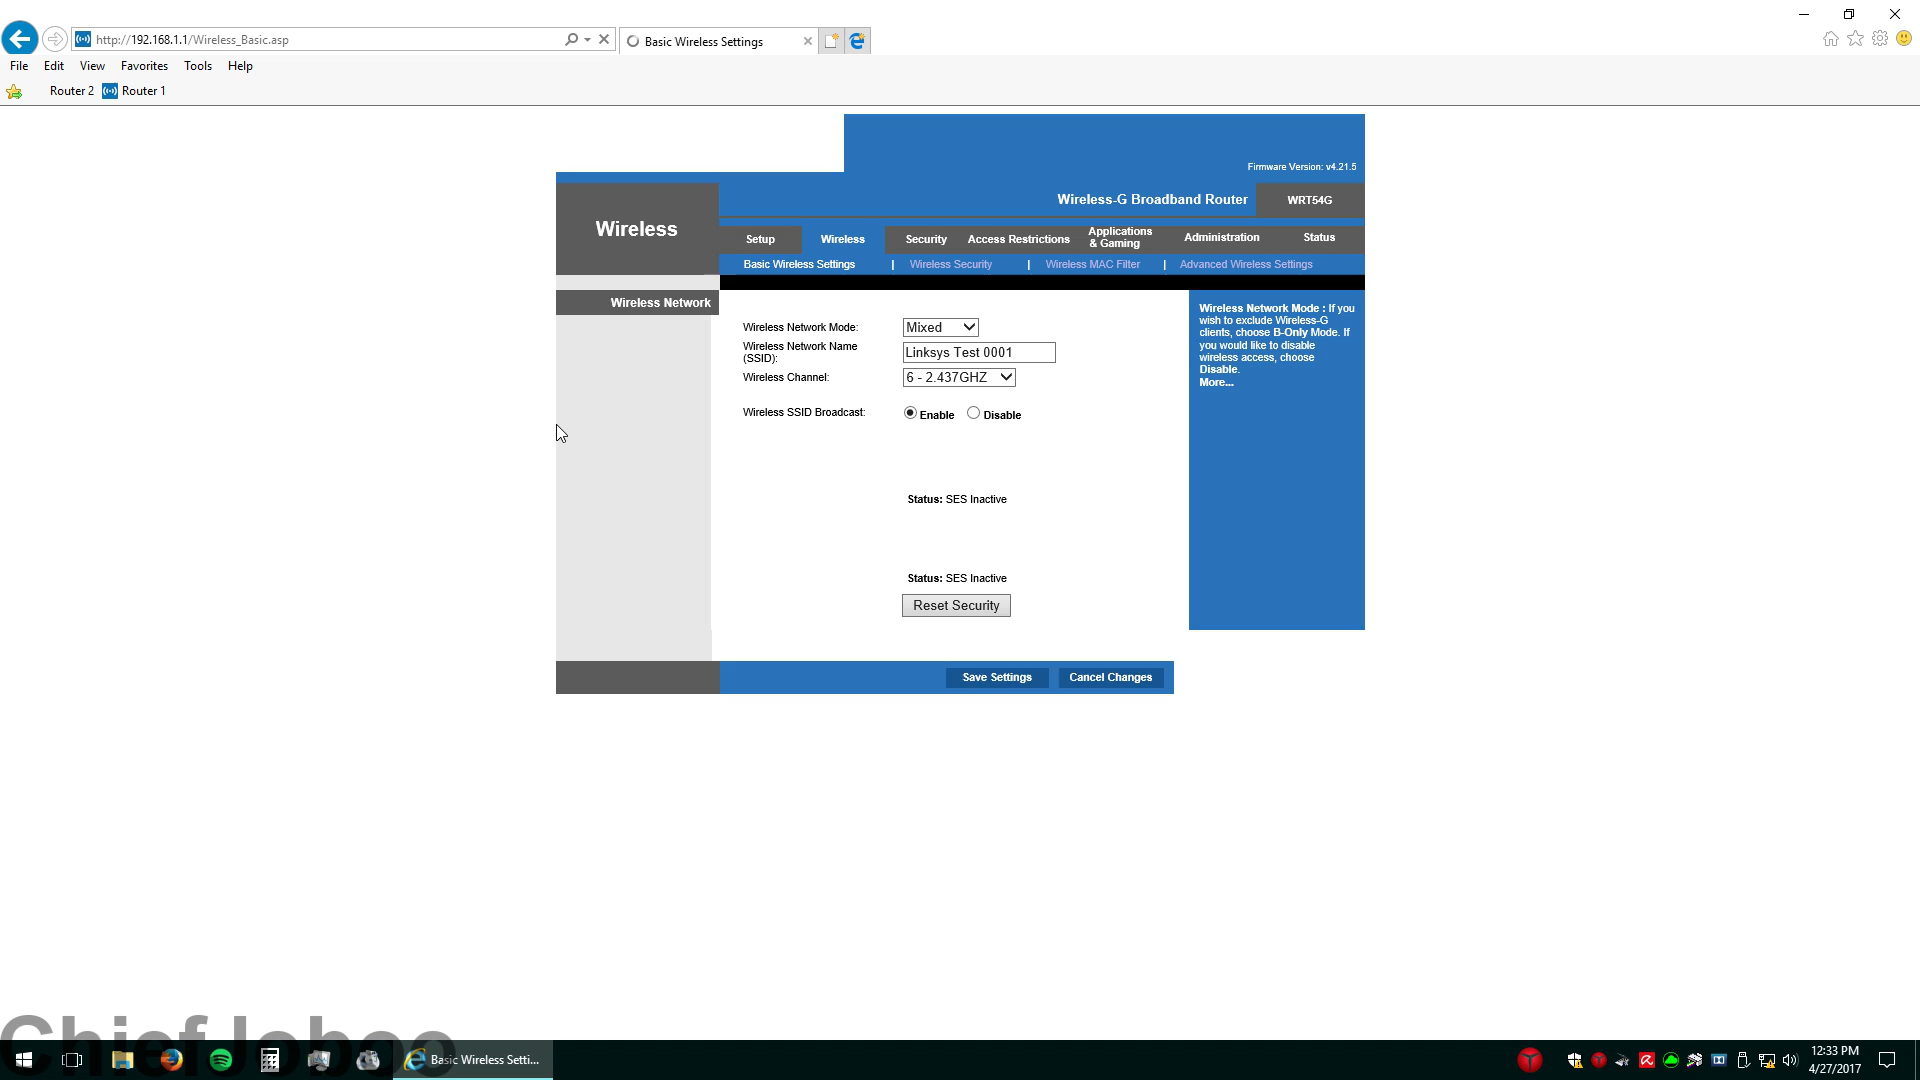 http://192.168.1.1/Wireless_Basic.asp
Basic Wireless Settings
File Edit View Favorites Tools Help
Router 2 Router 1
Firmware Version: v4.21.5
Wireless-G Broadband Router WRT54G
Wireless
Setup Wireless Security Access Restrictions Applications & Gaming Administration Status
Basic Wireless Settings | Wireless Security | Wireless MAC Filter | Advanced Wireless Settings
Wireless Network
Wireless Network Mode: Mixed
Wireless Network Name
(SSID): Linksys Test 0001
Wireless Channel: 6 - 2.437GHZ
Wireless SSID Broadcast: Enable Disable
Status: SES Inactive
Status: SES Inactive
Reset Security
Wireless Network Mode : If you
wish to exclude Wireless-G
clients, choose B-Only Mode. If
you would like to disable
wireless access, choose
Disable.
More...
Save Settings Cancel Changes
Chief Joboo
Basic Wireless Setti...
12:33 PM
4/27/2017